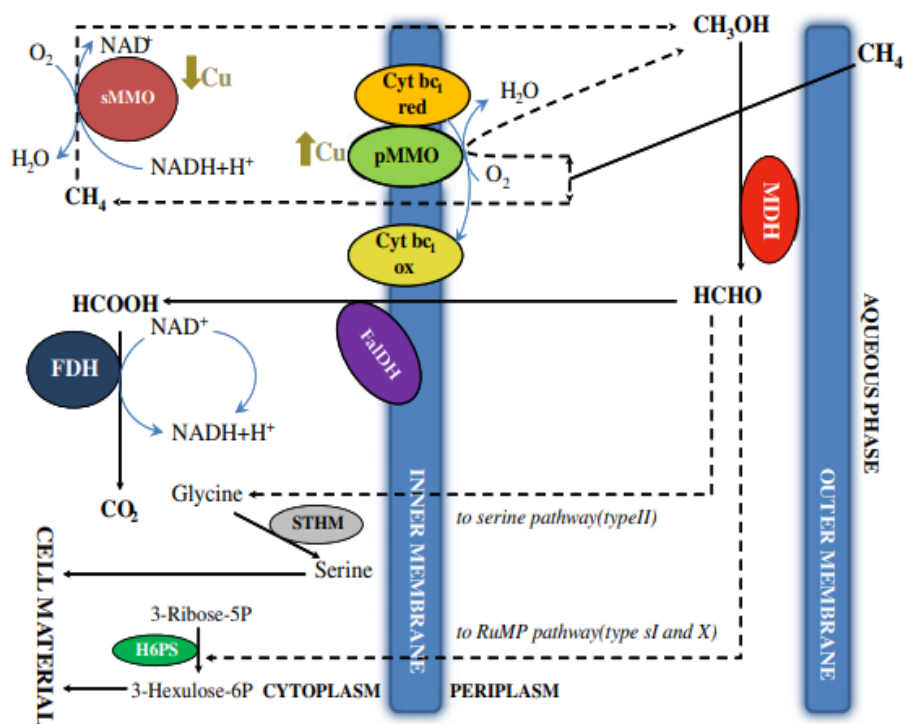 CH3OH
O2
NAD+
Cu
sMMO
Cyt bc1
red
H2O
CH4
Cu
pMMO
O2
H2O
NADH+H+
CH4
MDH
Cyt bc1
ox
HCOOH
HCHO
NAD+
FDH
FalDH
AQUEOUS PHASE
NADH+H+
CO2
Glycine
STHM
to serine pathway(typeII)
Serine
INNER MEMBRANE
OUTER MEMBRANE
CELL MATERIAL
3-Ribose-5P
H6PS
to RuMP pathway(type sI and X)
3-Hexulose-6P
CYTOPLASM
PERIPLASM